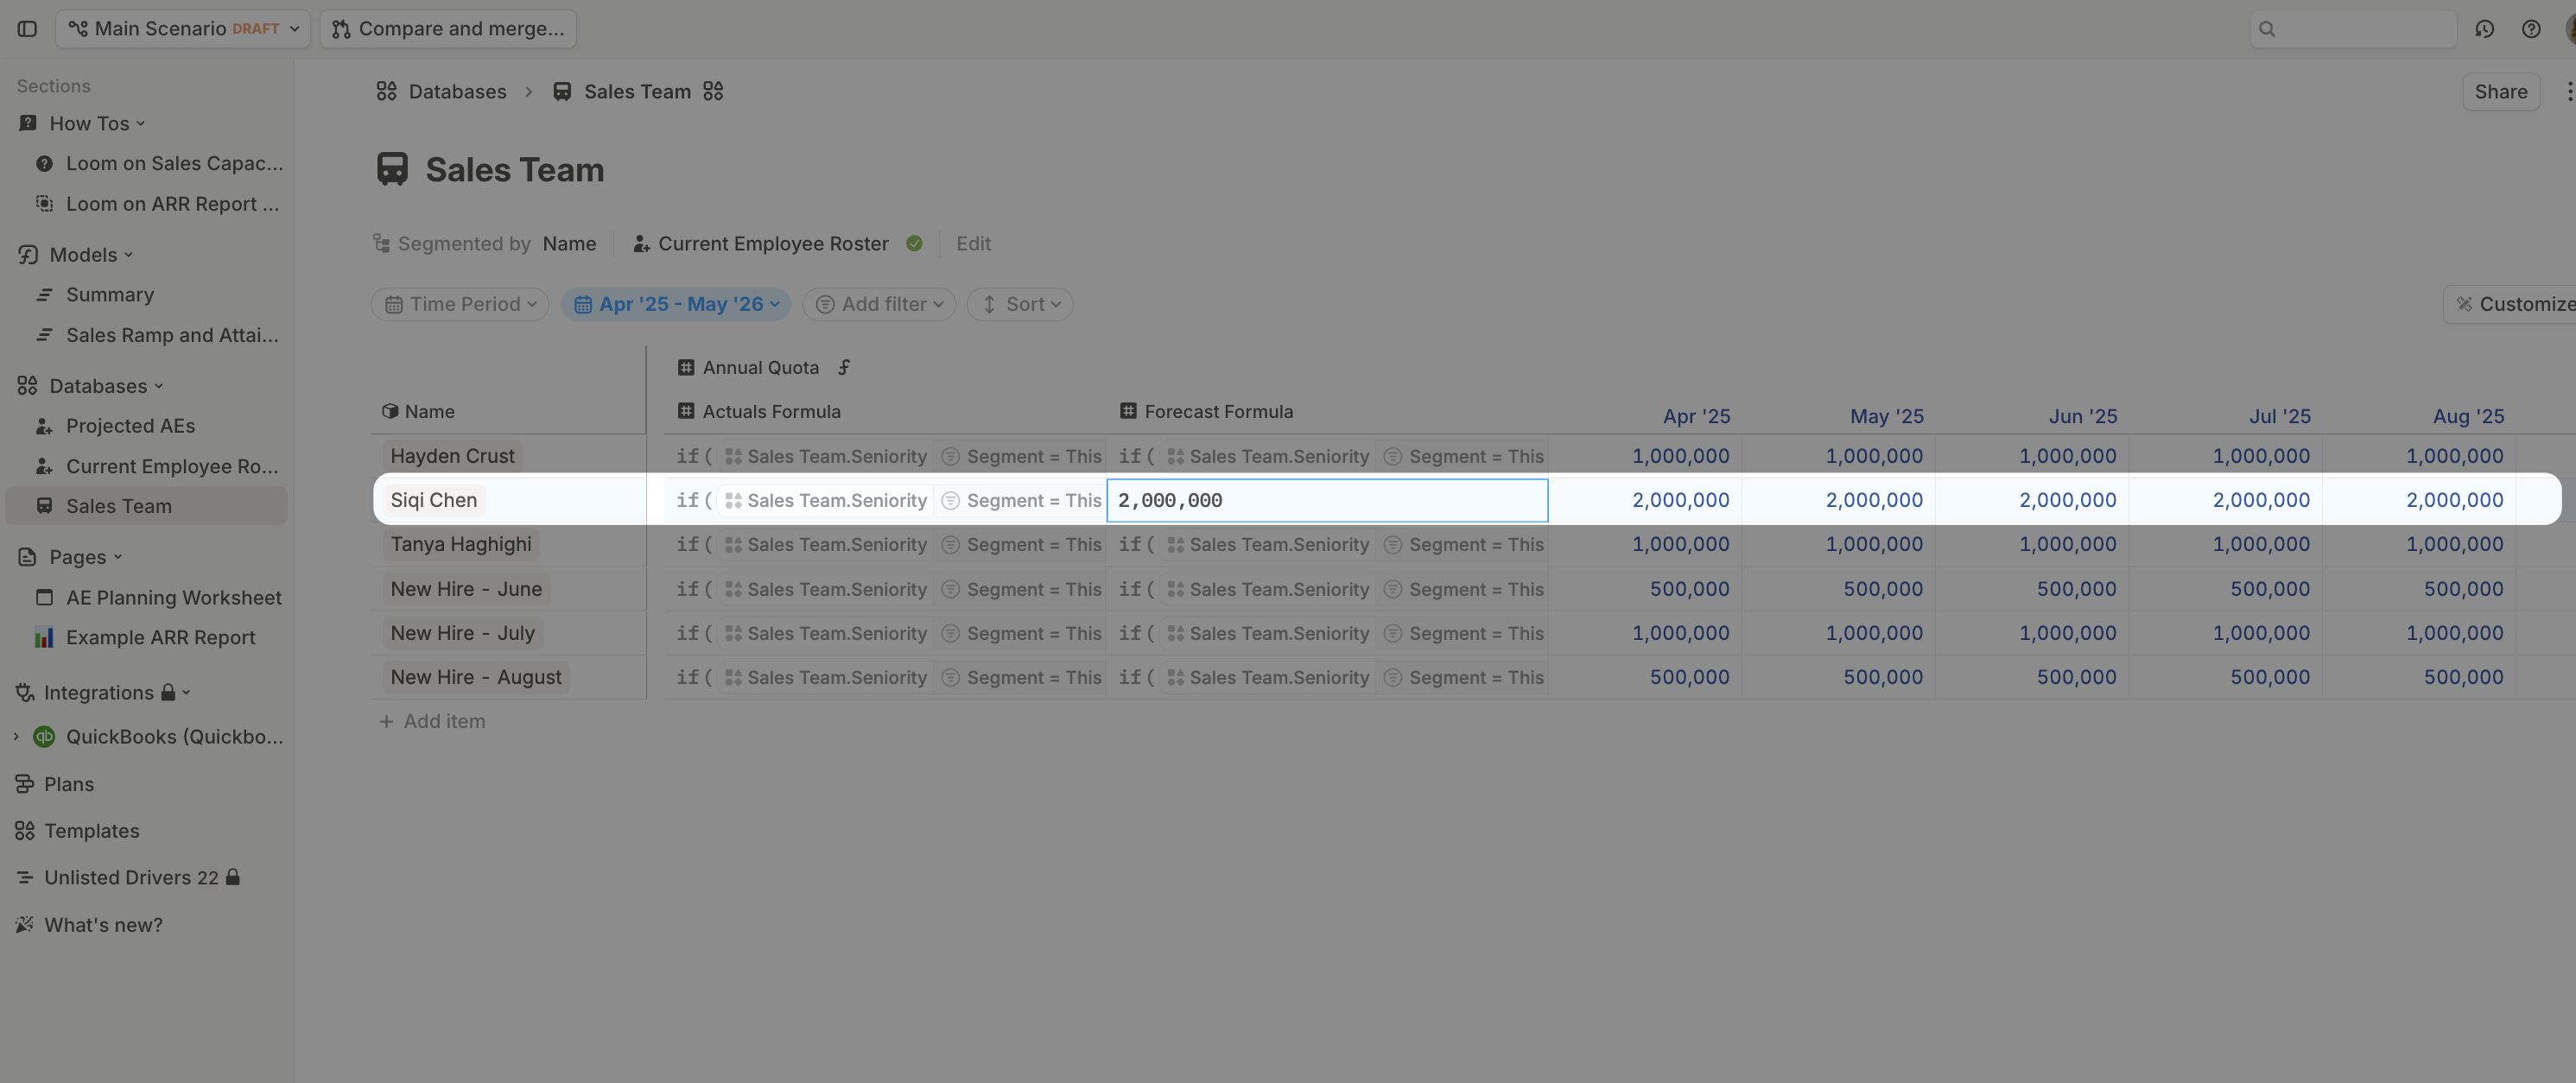 Main Scenario DRAFT
Compare and merge...
Sections
How Tos
Loom on Sales Capac...
Loom on ARR Report ...
Models
Summary
Sales Ramp and Attai...
Databases
Projected AEs
Current Employee Ro...
Sales Team
Pages
AE Planning Worksheet
Example ARR Report
Integrations
qb QuickBooks (Quickbo...
Plans
Templates
Unlisted Drivers 22
What's new?
Databases > Sales Team
Share
Sales Team
Segmented by Name Current Employee Roster Edit
Time Period Apr '25 - May '26 Add filter Sort
Customize
Annual Quota
Name Actuals Formula Forecast Formula Apr '25 May '25 Jun '25 Jul '25 Aug '25
Hayden Crust if ( Sales Team.Seniority Segment = This if ( Sales Team.Seniority Segment = This 1,000,000 1,000,000 1,000,000 1,000,000 1,000,000
Siqi Chen if ( Sales Team.Seniority Segment = This 2,000,000 2,000,000 2,000,000 2,000,000 2,000,000 2,000,000
Tanya Haghighi if ( Sales Team.Seniority Segment = This if ( Sales Team.Seniority Segment = This 1,000,000 1,000,000 1,000,000 1,000,000 1,000,000
New Hire - June if ( Sales Team.Seniority Segment = This if ( Sales Team.Seniority Segment = This 500,000 500,000 500,000 500,000 500,000
New Hire - July if ( Sales Team.Seniority Segment = This if ( Sales Team.Seniority Segment = This 1,000,000 1,000,000 1,000,000 1,000,000 1,000,000
New Hire - August if ( Sales Team.Seniority Segment = This if ( Sales Team.Seniority Segment = This 500,000 500,000 500,000 500,000 500,000
+ Add item